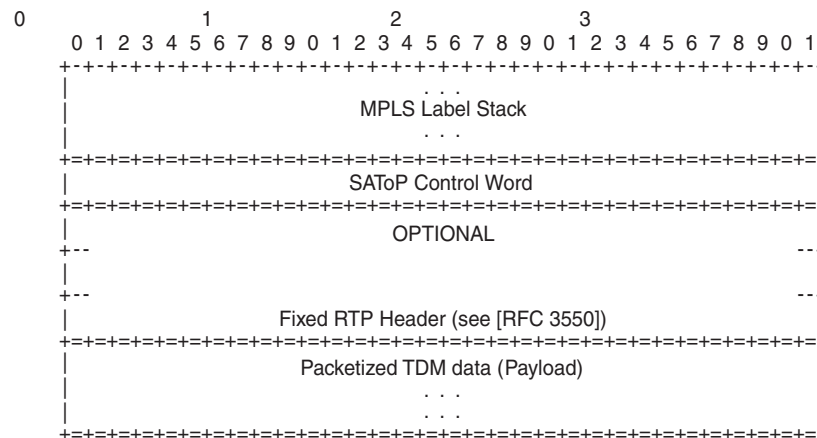 0 1 2 3
0 1 2 3 4 5 6 7 8 9 0 1 2 3 4 5 6 7 8 9 0 1 2 3 4 5 6 7 8 9 0 1
+-+-+-+-+-+-+-+-+-+-+-+-+-+-+-+-+-+-+-+-+-+-+-+-+-+-+-+-+-+-+-+-
| . . .
| MPLS Label Stack
| . . .
+=+=+=+=+=+=+=+=+=+=+=+=+=+=+=+=+=+=+=+=+=+=+=+=+=+=+=+=+=+=+=+=
| SAToP Control Word
+=+=+=+=+=+=+=+=+=+=+=+=+=+=+=+=+=+=+=+=+=+=+=+=+=+=+=+=+=+=+=+=
| OPTIONAL
+-- --
|
+-- --
| Fixed RTP Header (see [RFC 3550])
+=+=+=+=+=+=+=+=+=+=+=+=+=+=+=+=+=+=+=+=+=+=+=+=+=+=+=+=+=+=+=+=
| Packetized TDM data (Payload)
| . . .
| . . .
+=+=+=+=+=+=+=+=+=+=+=+=+=+=+=+=+=+=+=+=+=+=+=+=+=+=+=+=+=+=+=+=